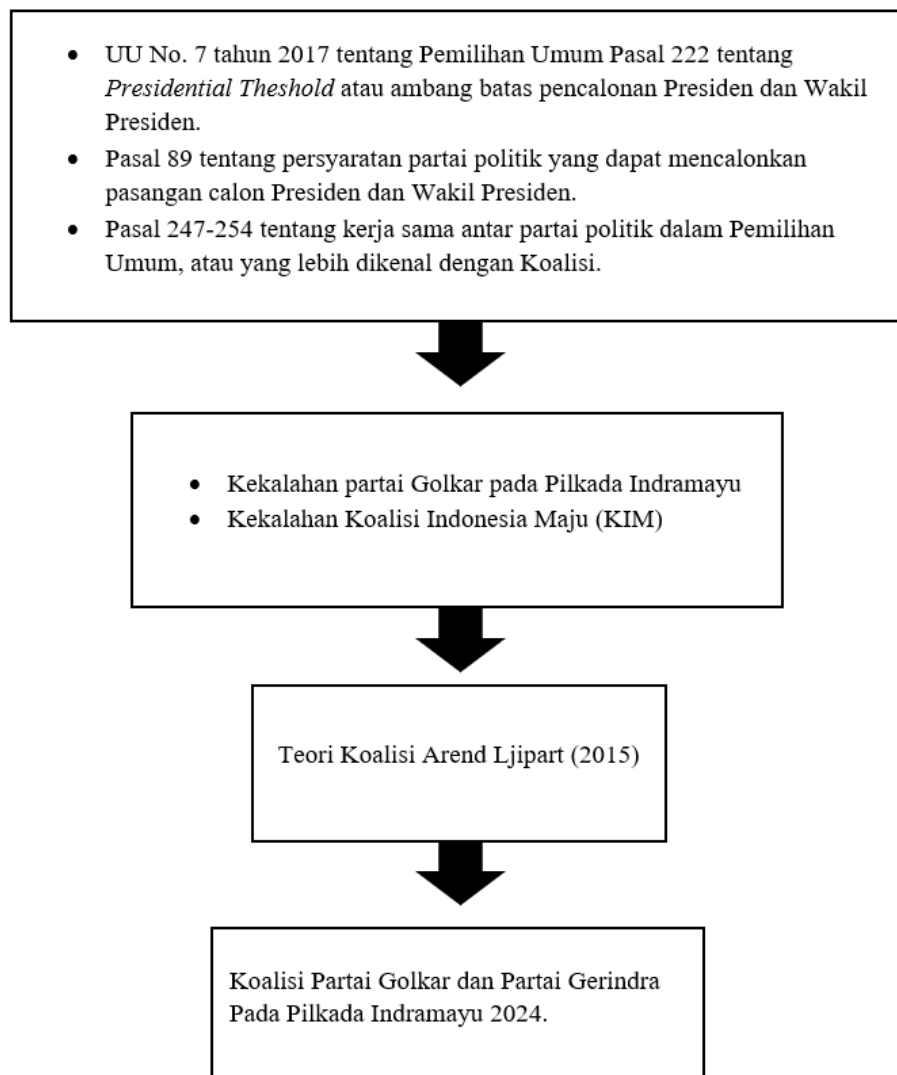 • UU No. 7 tahun 2017 tentang Pemilihan Umum Pasal 222 tentang
Presidential Theshold atau ambang batas pencalonan Presiden dan Wakil
Presiden.
• Pasal 89 tentang persyaratan partai politik yang dapat mencalonkan
pasangan calon Presiden dan Wakil Presiden.
• Pasal 247-254 tentang kerja sama antar partai politik dalam Pemilihan
Umum, atau yang lebih dikenal dengan Koalisi.
• Kekalahan partai Golkar pada Pilkada Indramayu
• Kekalahan Koalisi Indonesia Maju (KIM)
Teori Koalisi Arend Ljipart (2015)
Koalisi Partai Golkar dan Partai Gerindra
Pada Pilkada Indramayu 2024.